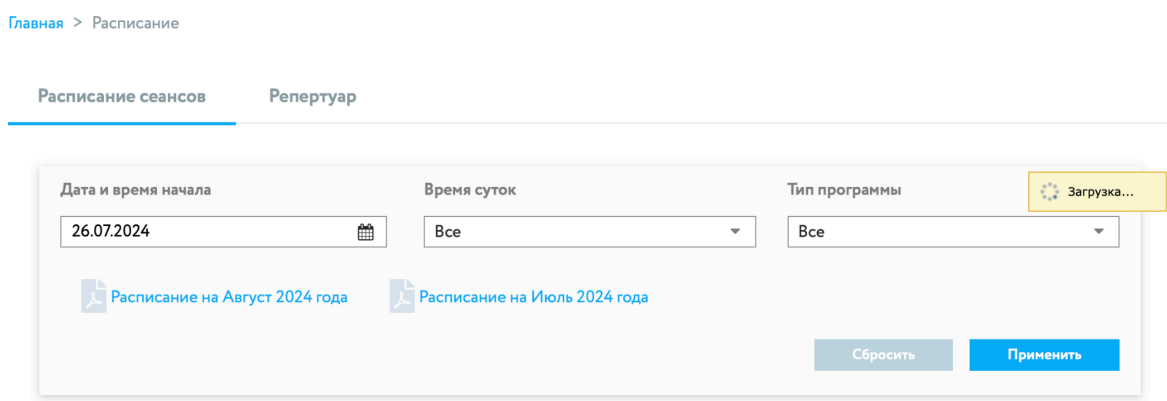 Главная > Расписание
Расписание сеансов Репертуар
Дата и время начала Время суток Тип программы Загрузка...
26.07.2024 Все Все
Расписание на Август 2024 года Расписание на Июль 2024 года
Сбросить Применить